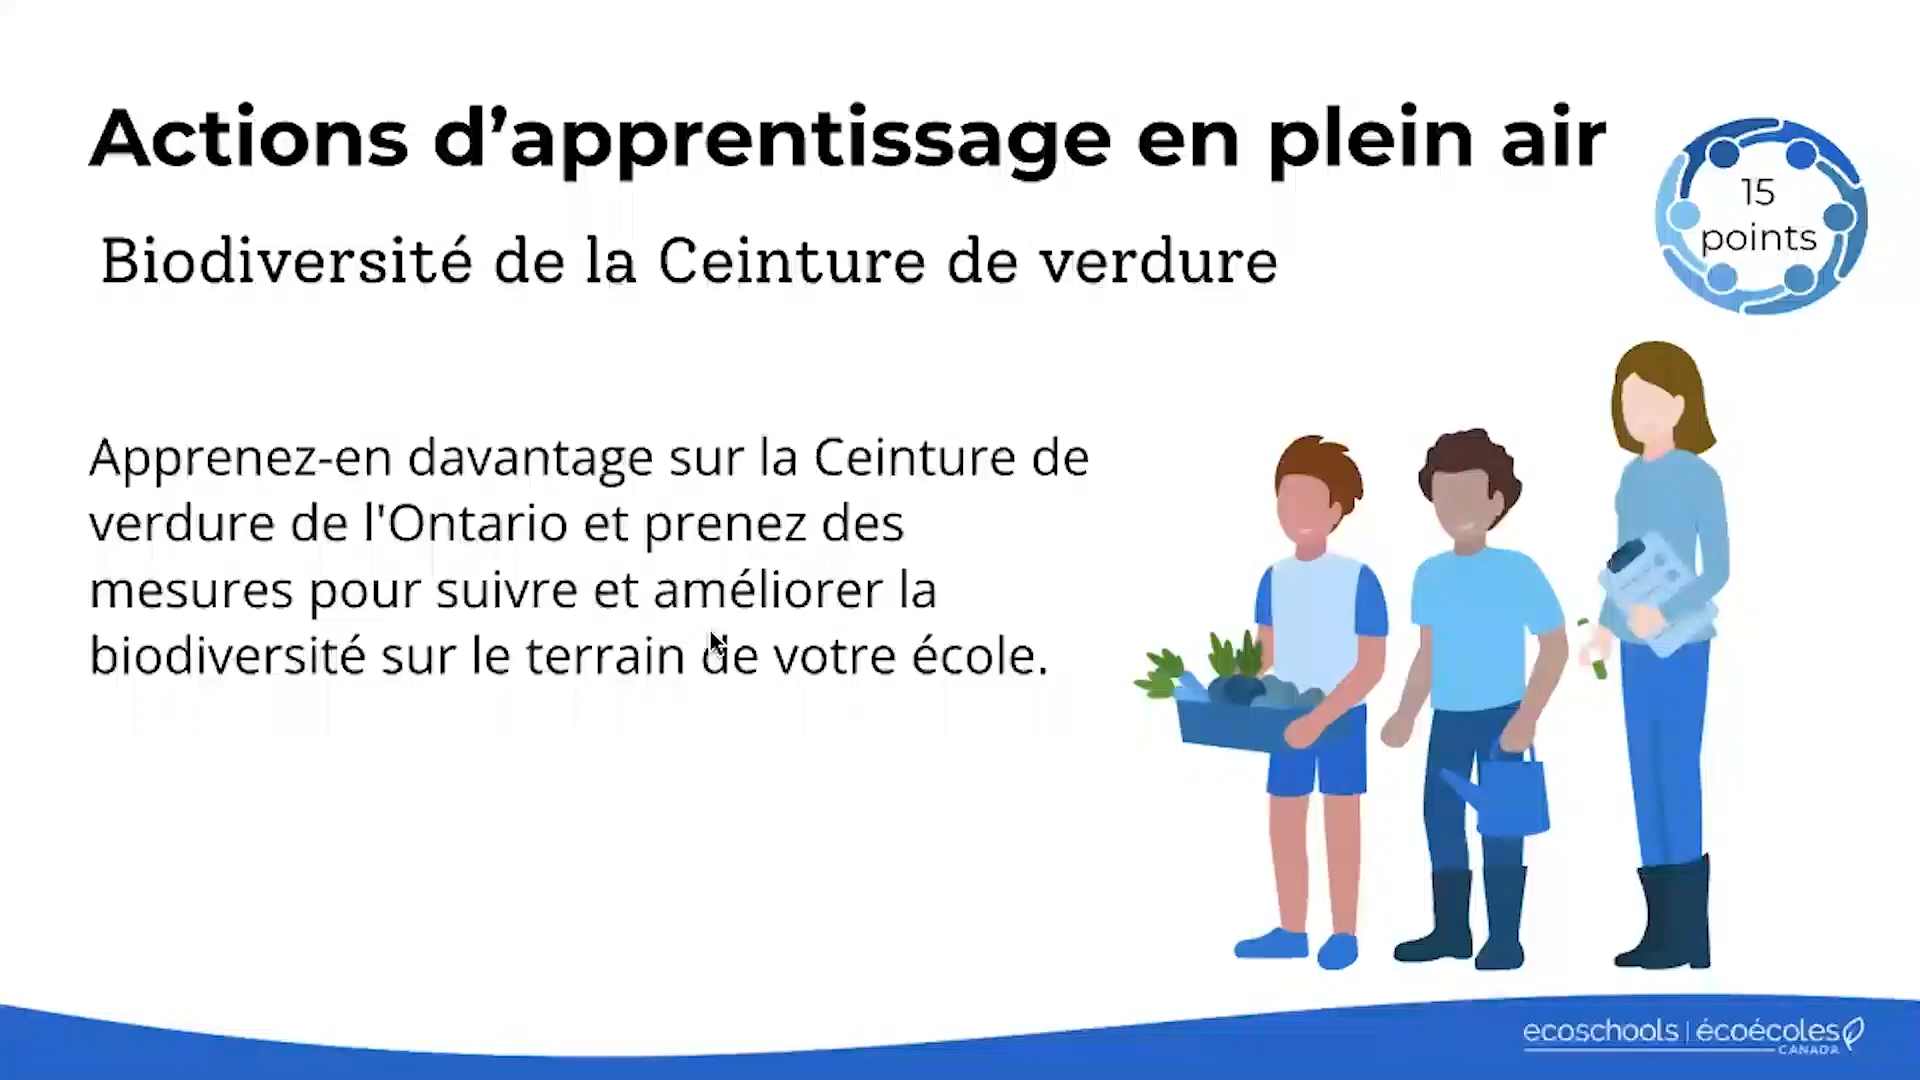 Actions d’apprentissage en plein air
15
points
Biodiversité de la Ceinture de verdure
Apprenez-en davantage sur la Ceinture de
verdure de l'Ontario et prenez des
mesures pour suivre et améliorer la
biodiversité sur le terrain de votre école.
ecoschools | écoécoles
CANADA